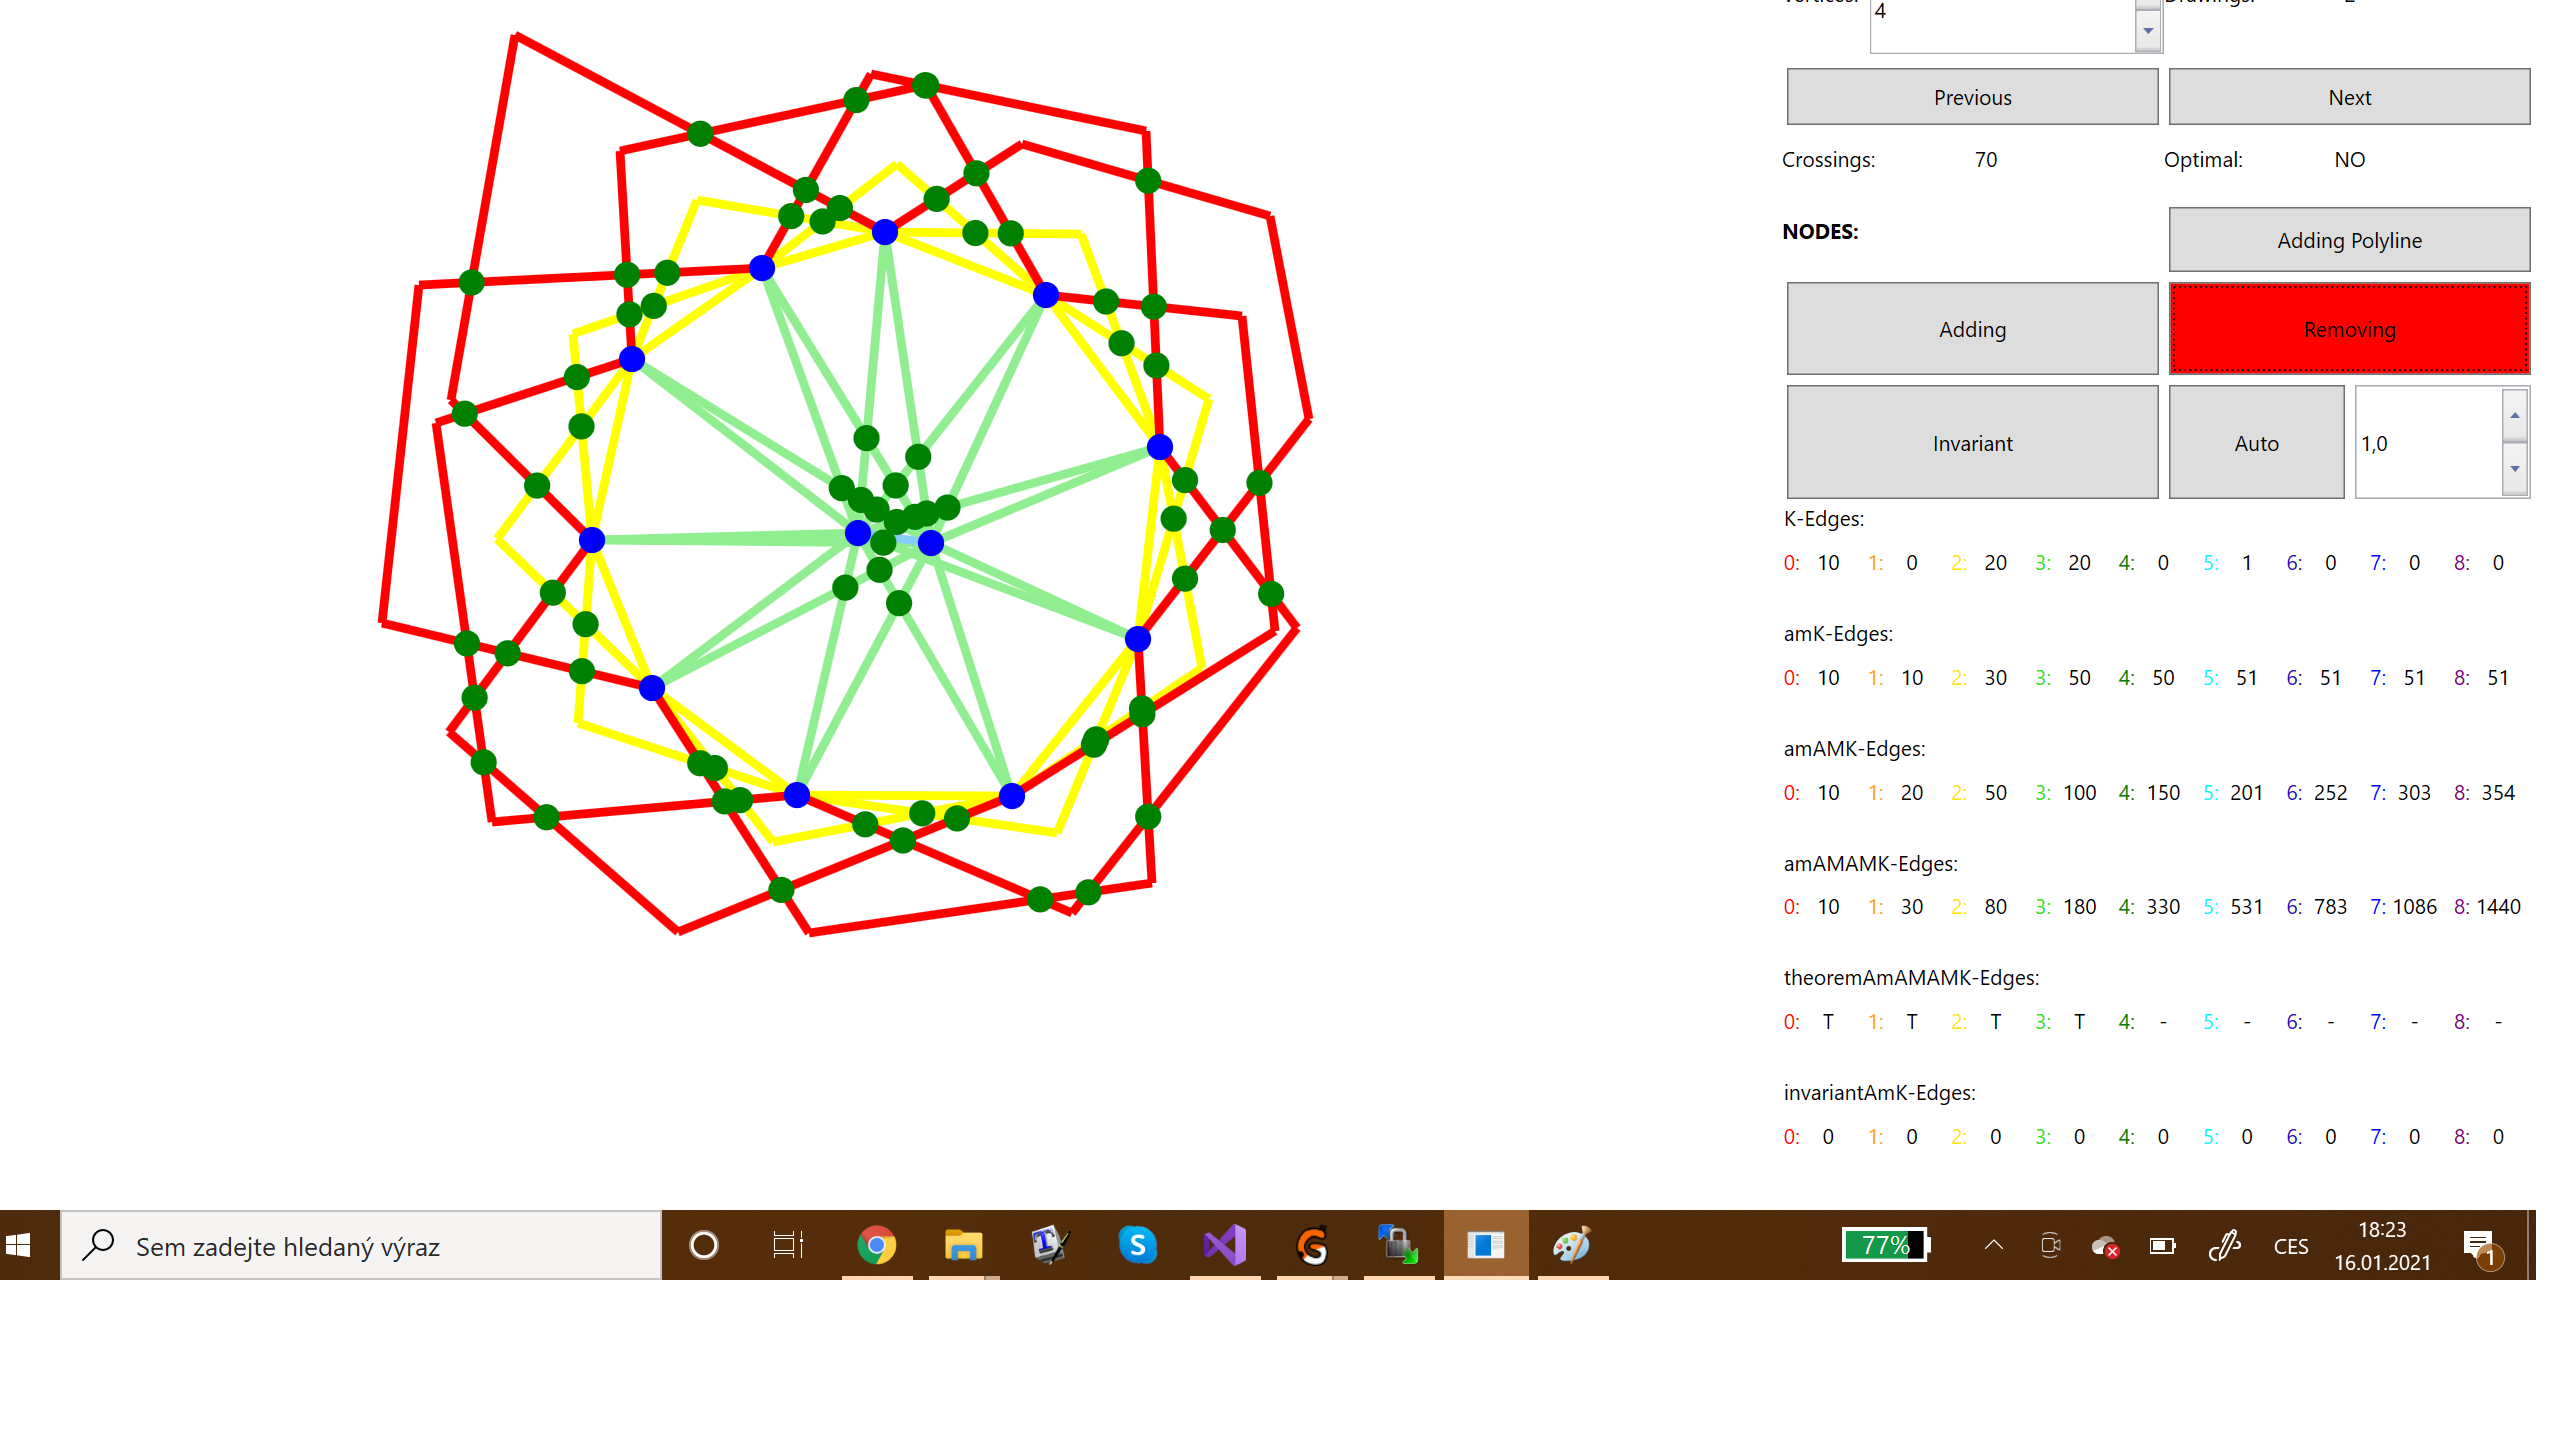 4
Previous Next
Crossings: 70 Optimal: NO
NODES: Adding Polyline
Adding Removing
Invariant Auto 1,0
K-Edges:
0: 10 1: 0 2: 20 3: 20 4: 0 5: 1 6: 0 7: 0 8: 0
amK-Edges:
0: 10 1: 10 2: 30 3: 50 4: 50 5: 51 6: 51 7: 51 8: 51
amAMK-Edges:
0: 10 1: 20 2: 50 3: 100 4: 150 5: 201 6: 252 7: 303 8: 354
amAMAMK-Edges:
0: 10 1: 30 2: 80 3: 180 4: 330 5: 531 6: 783 7: 1086 8: 1440
theoremAmAMAMK-Edges:
0: T 1: T 2: T 3: T 4: - 5: - 6: - 7: - 8: -
invariantAmK-Edges:
0: 0 1: 0 2: 0 3: 0 4: 0 5: 0 6: 0 7: 0 8: 0
Sem zadejte hledaný výraz 77% CES 18:23
16.01.2021 1